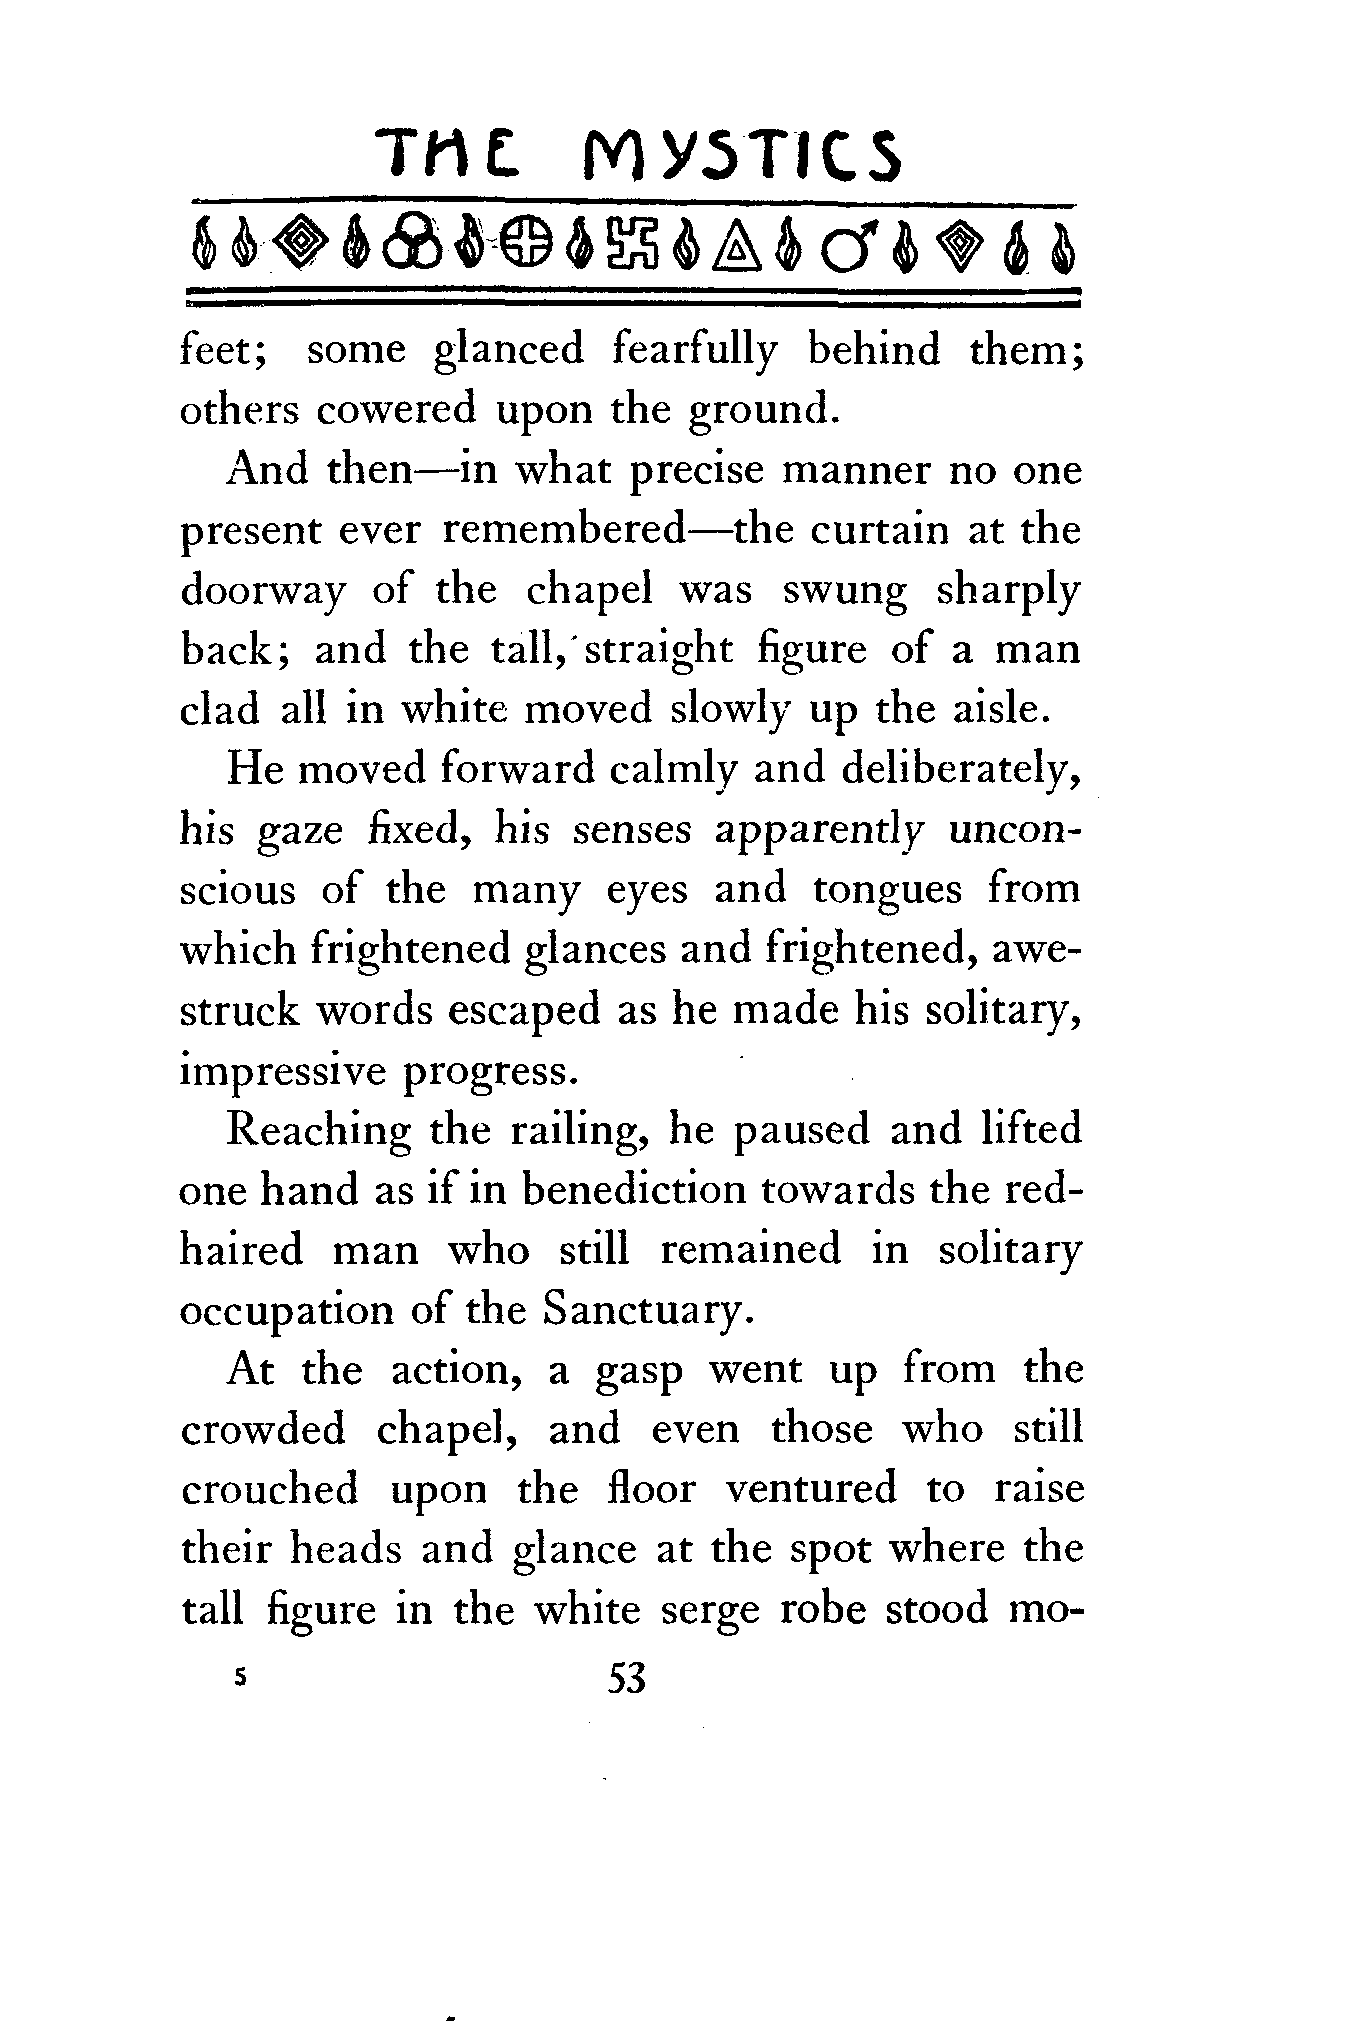 THE MYSTICS
feet; some glanced fearfully behind them;
others cowered upon the ground.
And then—in what precise manner no one
present ever remembered—the curtain at the
doorway of the chapel was swung sharply
back; and the tall, straight figure of a man
clad all in white moved slowly up the aisle.
He moved forward calmly and deliberately,
his gaze fixed, his senses apparently uncon-
scious of the many eyes and tongues from
which frightened glances and frightened, awe-
struck words escaped as he made his solitary,
impressive progress.
Reaching the railing, he paused and lifted
one hand as if in benediction towards the red-
haired man who still remained in solitary
occupation of the Sanctuary.
At the action, a gasp went up from the
crowded chapel, and even those who still
crouched upon the floor ventured to raise
their heads and glance at the spot where the
tall figure in the white serge robe stood mo-
5 53